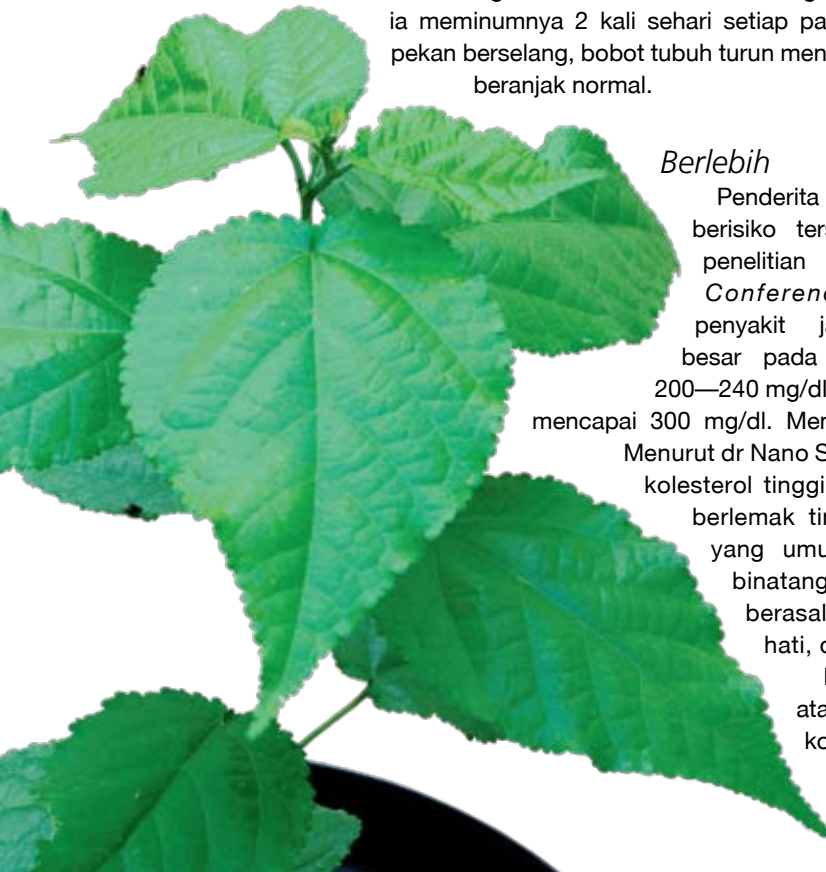 ia meminumnya 2 kali sehari setiap pa
pekan berselang, bobot tubuh turun men
beranjak normal.
Berlebih
Penderita
berisiko ters
penelitian
Conferenc
penyakit ja
besar pada
200—240 mg/dl
mencapai 300 mg/dl. Men
Menurut dr Nano S
kolesterol tinggi
berlemak tin
yang umu
binatang
berasal
hati, o
ata
ko